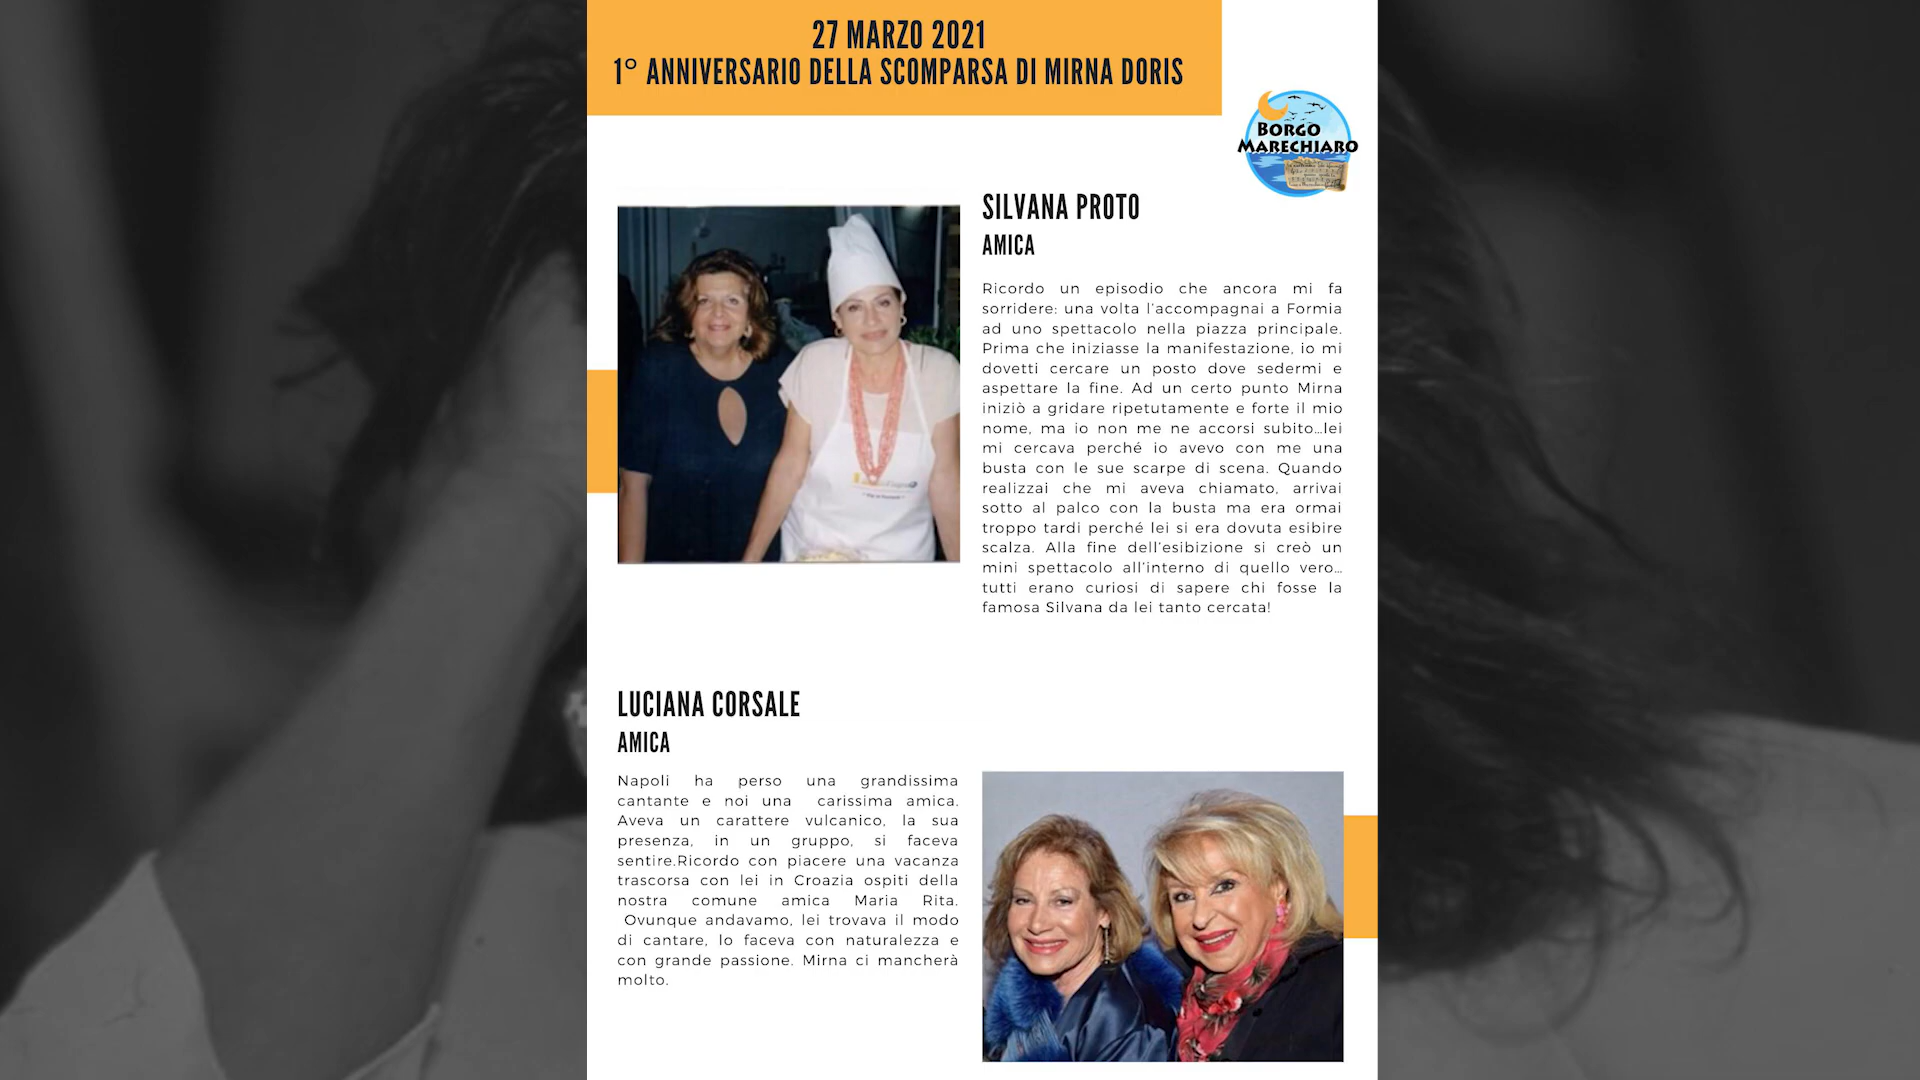 27 MARZO 2021
1° ANNIVERSARIO DELLA SCOMPARSA DI MIRNA DORIS
BORGO
MARECHIARO
SILVANA PROTO
AMICA
Ricordo un episodio che ancora mi fa
sorridere: una volta l'accompagnai a Formia
ad uno spettacolo nella piazza principale.
Prima che iniziasse la manifestazione, io mi
dovetti cercare un posto dove sedermi e
aspettare la fine. Ad un certo punto Mirna
iniziò a gridare ripetutamente e forte il mio
nome, ma io non me ne accorsi subito...lei
mi cercava perché io avevo con me una
busta con le sue scarpe di scena. Quando
realizzai che mi aveva chiamato, arrivai
sotto al palco con la busta ma era ormai
troppo tardi perché lei si era dovuta esibire
scalza. Alla fine dell'esibizione si creò un
mini spettacolo all'interno di quello vero...
tutti erano curiosi di sapere chi fosse la
famosa Silvana da lei tanto cercata!
LUCIANA CORSALE
AMICA
Napoli ha perso una grandissima
cantante e noi una carissima amica.
Aveva un carattere vulcanico, la sua
presenza, in un gruppo, si faceva
sentire.Ricordo con piacere una vacanza
trascorsa con lei in Croazia ospiti della
nostra comune amica Maria Rita.
Ovunque andavamo, lei trovava il modo
di cantare, lo faceva con naturalezza e
con grande passione. Mirna ci mancherà
molto.